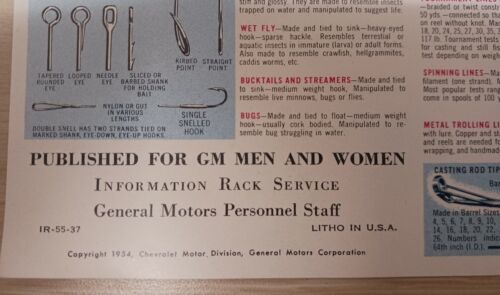 stiff and glossy. They are made to resemble insects
trapped on water and manipulated to suggest life.
WET FLY—Made and tied to sink—heavy-eyed
hook—sparse hackle. Resembles terrestrial or
aquatic insects in immature (larva) or adult forms.
Also made to resemble crawfish, hellgrammites,
caddis worms, etc.
BUCKTAILS AND STREAMERS—Made and
tied to sink—medium weight hook, Manipulated to
resemble live minnows, bugs or flies.
BUGS—Made and tied to float—medium weight
hook—usually cork bodied. Manipulated to re-
semble bug struggling in water.
TAPERED
ROUND
EYE
LOOPED
EYE
NEEDLE
EYE
SLICED OR
BARBED SHANK
FOR HOLDING
BAIT
KIRBED
POINT
STRAIGHT
POINT
NYLON OR GUT
IN VARIOUS
LENGTHS
SINGLE
SNELLED
HOOK
DOUBLE SNELL HAS TWO STRANDS TIED ON
MARKED SHANK, EYE-DOWN, EYE-UP HOOKS.
—braided or twist const
50 yds.—connected so tha
on reel without knot. Max
18, 20, 24, 25, 27, 30, 35, 3
117 lb. Tournament tests
for casting and still fis
test depending on weigh
SPINNING LINES—
filament (one strand). A
Most popular tests rang
come in spools of 100
METAL TROLLING LI
with lure. Copper and st
and reels are needed for
wrapping, and handmad
CASTING ROD TIP
Made in Barrel Sizes
4, 5, 6, 7, 8, 9, 10,
14, 16, 18, 20, 22,
26. Numbers indica
64th inch (I.D.)
PUBLISHED FOR GM MEN AND WOMEN
INFORMATION RACK SERVICE
General Motors Personnel Staff
IR-55-37
LITHO IN U.S.A.
Copyright 1954, Chevrolet Motor Division, General Motors Corporation